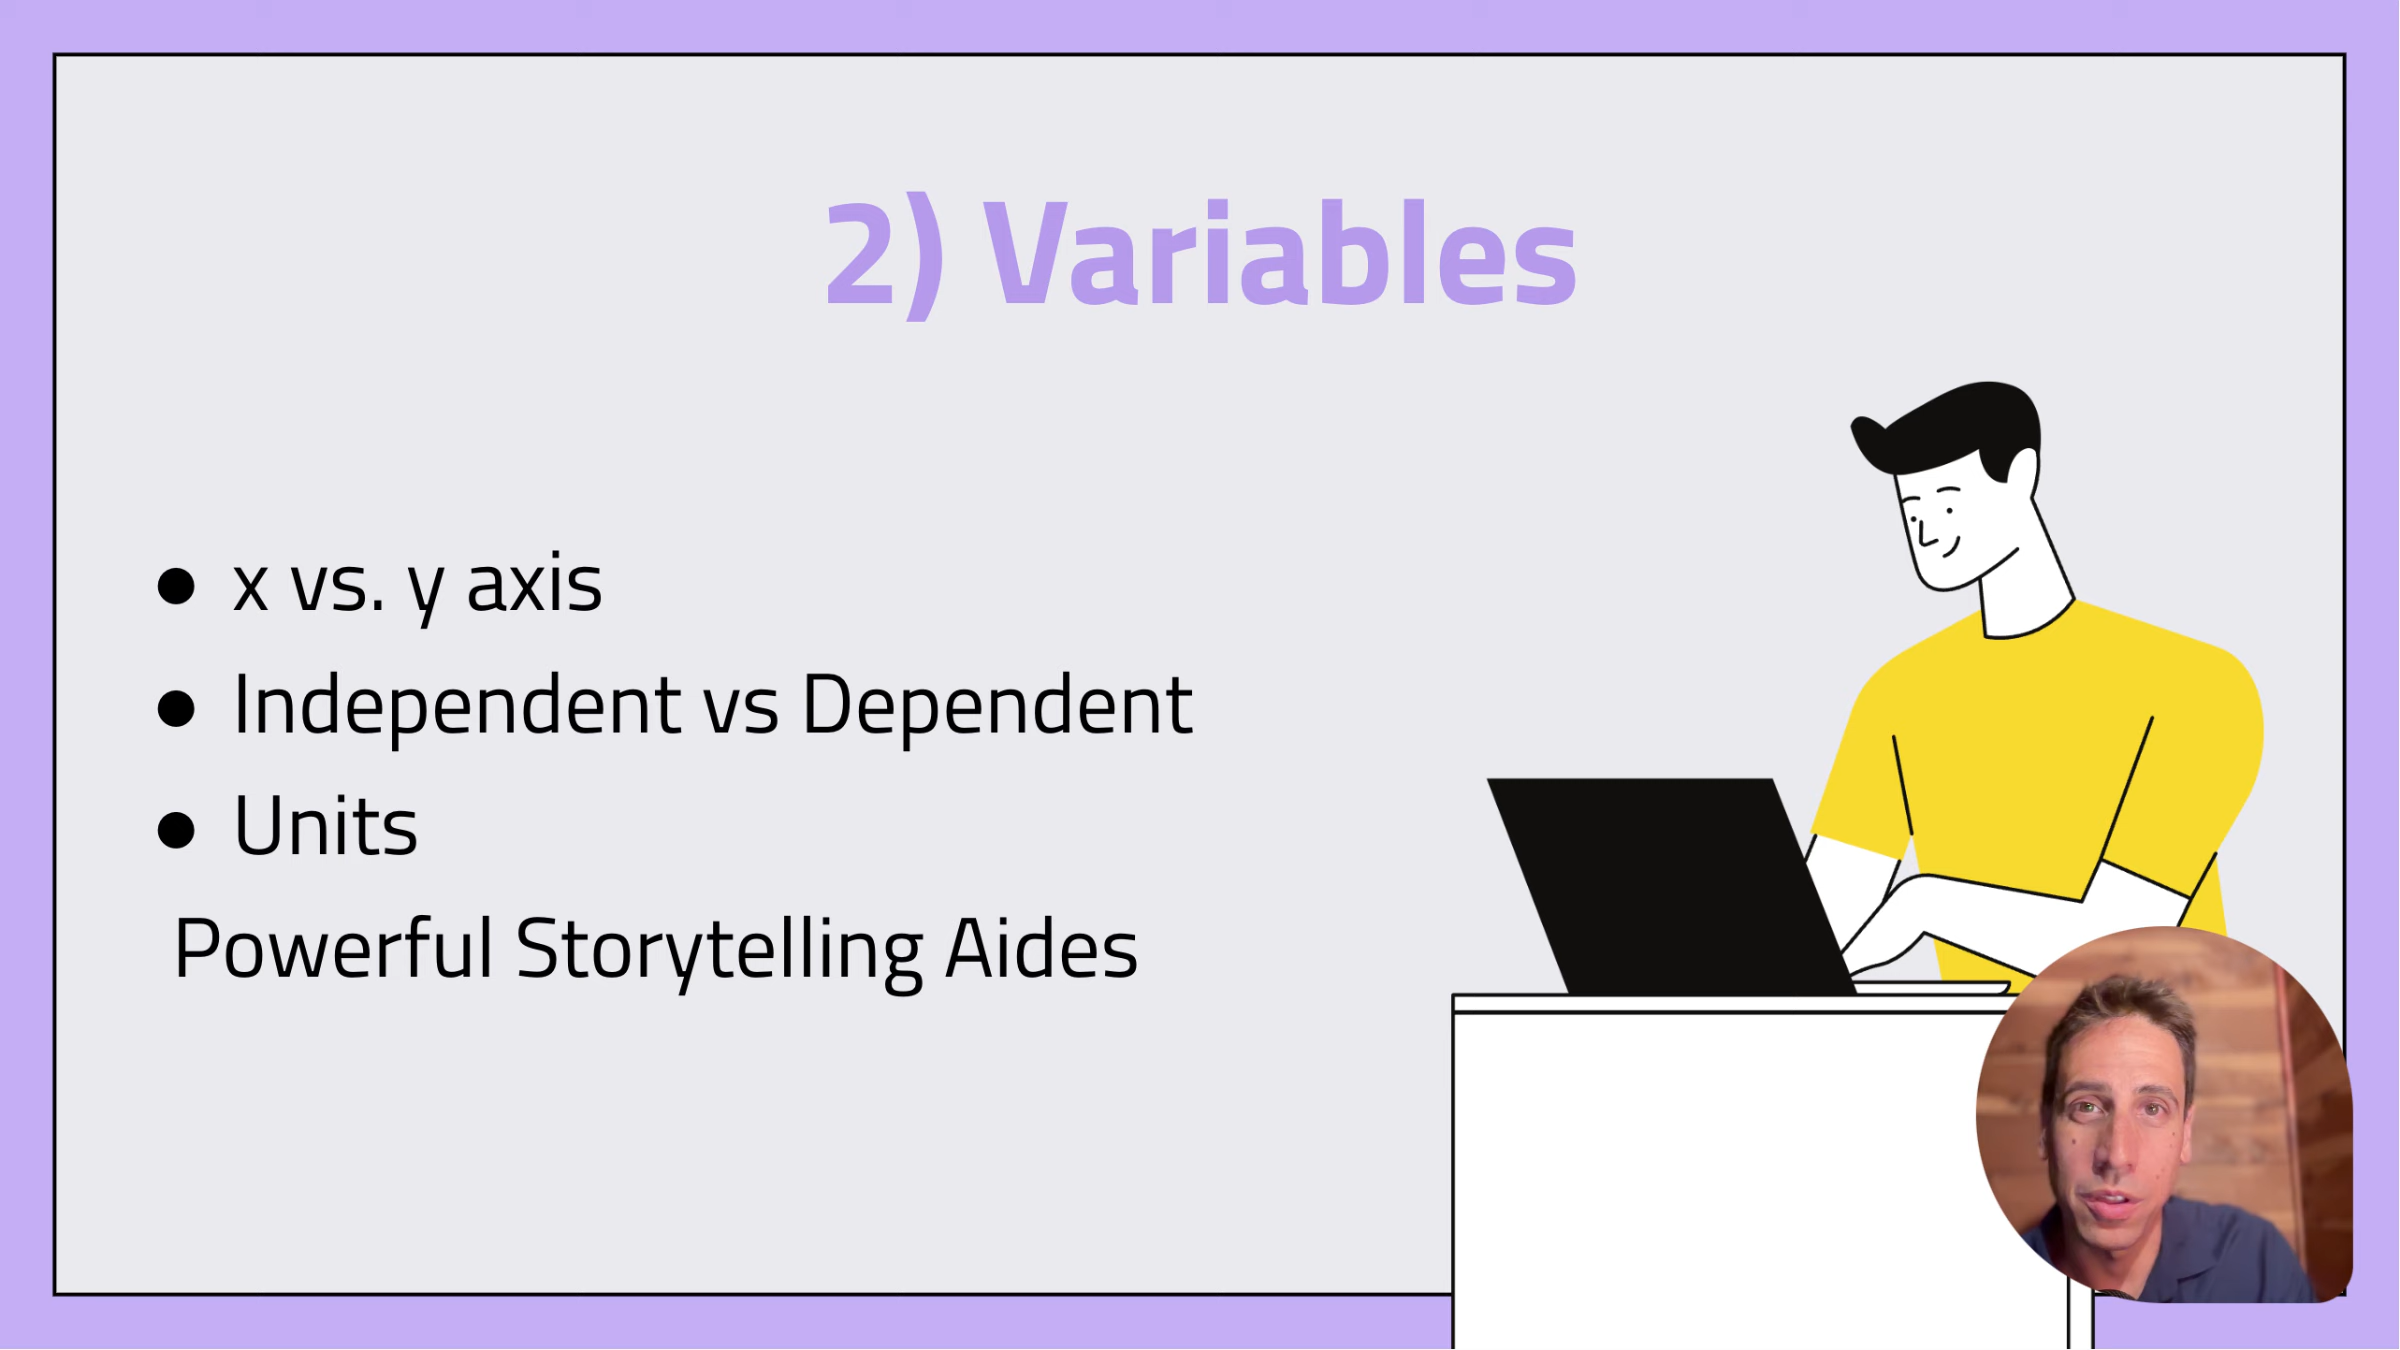 2) Variables
● x vs. y axis
● Independent vs Dependent
● Units
Powerful Storytelling Aides